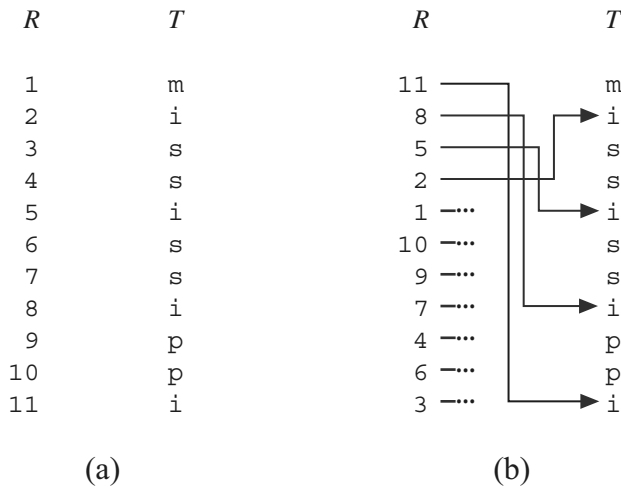 R T R T
1 m 11 m
2 i 8 i
3 s 5 s
4 s 2 s
5 i 1 i
6 s 10 s
7 s 9 s
8 i 7 i
9 p 4 p
10 p 6 p
11 i 3 i
(a) (b)